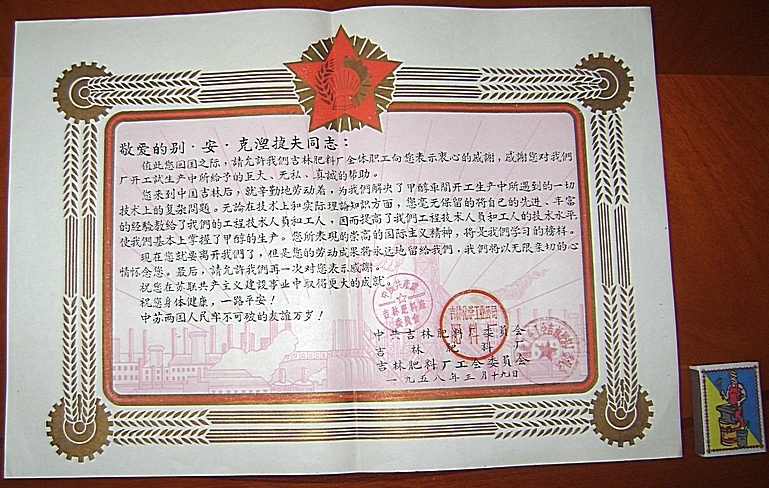 敬爱的别·安·克涅捷夫同志：
值此您回国之际，請允許我們吉林肥料厂全体肥工向您表示衷心的感謝，感謝您对我們
厂开工試生产中所給予的巨大、无私、真誠的帮助。
您来到中国吉林后，就辛勤地劳动着，为我們解决了甲醇車間开工生产中所遇到的一切
技术上的复杂問題。无論在技术上和实际理論知識方面，您毫无保留的将自己的先进、丰富
的經驗教給了我們的工程技术人員和工人，因而提高了我們工程技术人員和工人的技术水平
使我們基本上掌握了甲醇的生产。您所表現的崇高的国际主义精神，将是我們学习的榜样。
現在您就要离开我們了，但是您的劳动成果将永远地留給我們，我們将以无限亲切的心
情怀念您。最后，請允許我們再一次对您表示感謝。
祝您在苏联共产主义建設事业中取得更大的成就。
祝您身体健康，一路平安！
中苏两国人民牢不可破的友誼万岁！
中共吉林肥料厂委員会
吉林肥料厂
吉林肥料厂工会委員会
一九五八年三月十九日